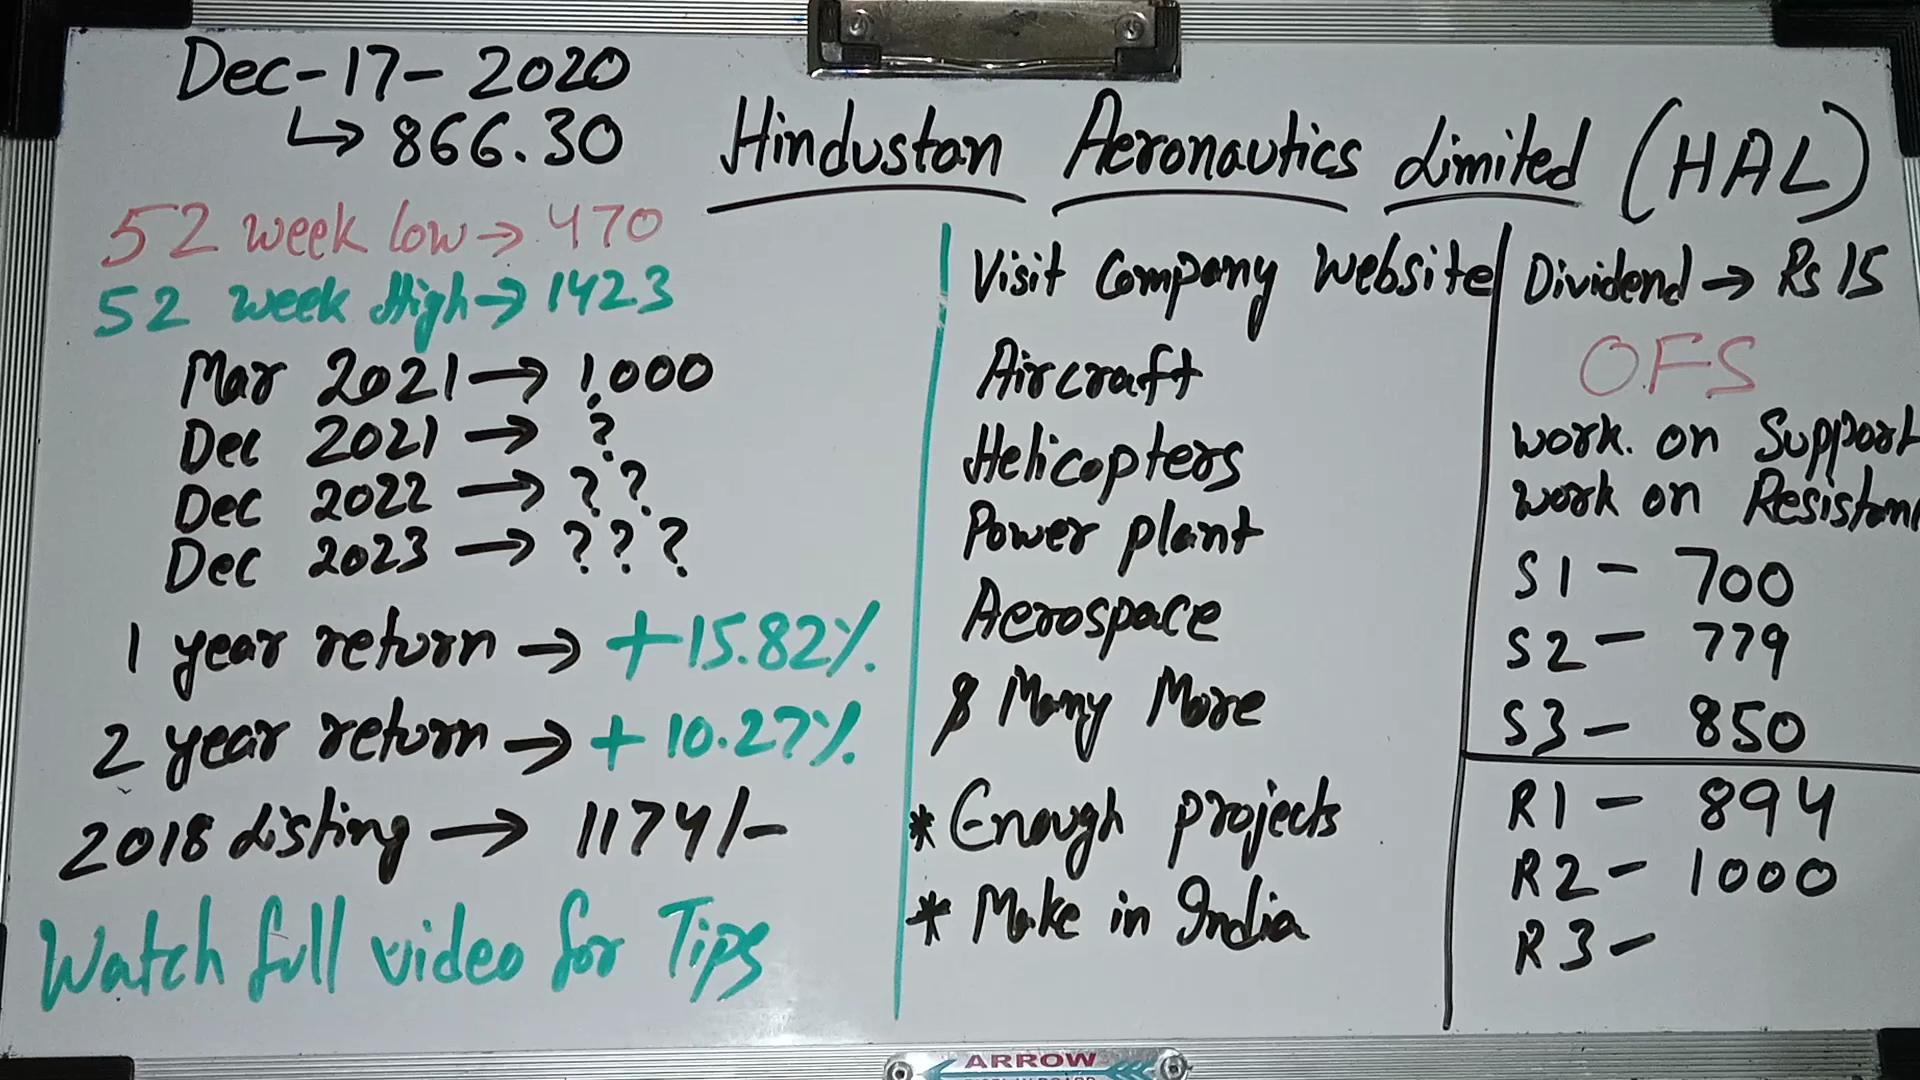 Dec-17-2020
↳ 866.30
Hindustan Aeronautics Limited (HAL)
52 week low → 470
52 week High → 1423
Mar 2021 → 1,000
Dec 2021 → ?
Dec 2022 → ??
Dec 2023 → ???
1 year return → +15.82%
2 year return → +10.27%
2018 Listing → 1174/-
Watch full video for Tips
Visit Company Website
Aircraft
Helicopters
Power plant
Aerospace
& Many More
* Enough projects
* Make in India
Dividend → Rs 15
OFS
Work. on Support
Work on Resistan
S1 - 700
S2 - 779
S3 - 850
R1 - 894
R2 - 1000
R3 -
ARROW